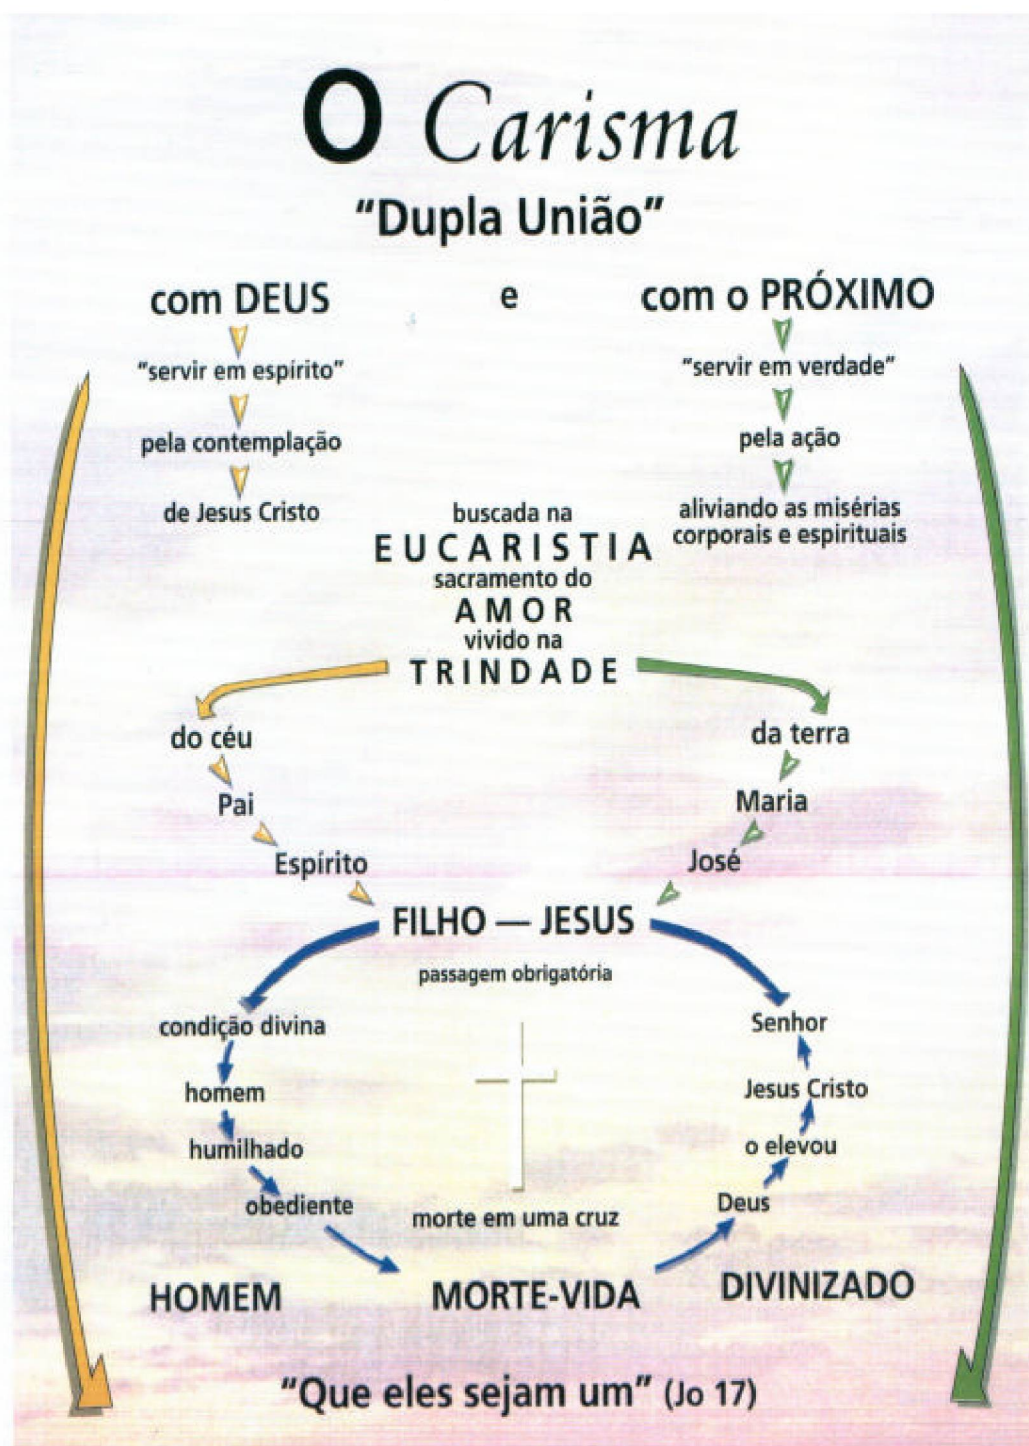 O Carisma
“Dupla União”
com DEUS e com o PRÓXIMO
“servir em espírito”
pela contemplação
de Jesus Cristo
“servir em verdade”
pela ação
aliviando as misérias
corporais e espirituais
buscada na
EUCARISTIA
sacramento do
AMOR
vivido na
TRINDADE
do céu
Pai
Espírito
da terra
Maria
José
FILHO — JESUS
passagem obrigatória
condição divina
homem
humilhado
obediente
morte em uma cruz
Senhor
Jesus Cristo
o elevou
Deus
HOMEM MORTE-VIDA DIVINIZADO
“Que eles sejam um” (Jo 17)